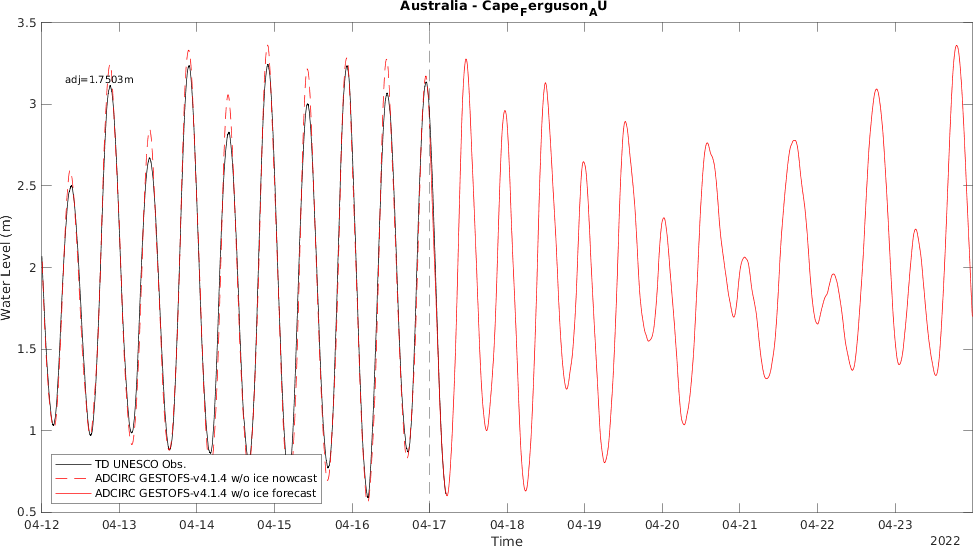 Australia - Cape_Ferguson_AU
3.5
3
2.5
2
1.5
1
0.5
Water Level (m)
adj=1.7503m
TD UNESCO Obs.
ADCIRC GESTOFS-v4.1.4 w/o ice nowcast
ADCIRC GESTOFS-v4.1.4 w/o ice forecast
04-12 04-13 04-14 04-15 04-16 04-17 04-18 04-19 04-20 04-21 04-22 04-23
Time
2022